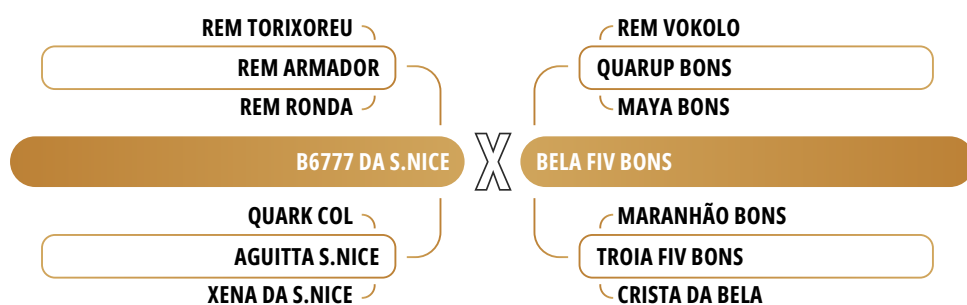 REM TORIXOREU
REM ARMADOR
REM RONDA
B6777 DA S.NICE
QUARK COL
AGUITTA S.NICE
XENA DA S.NICE
X
REM VOKOLO
QUARUP BONS
MAYA BONS
BELA FIV BONS
MARANHÃO BONS
TROIA FIV BONS
CRISTA DA BELA